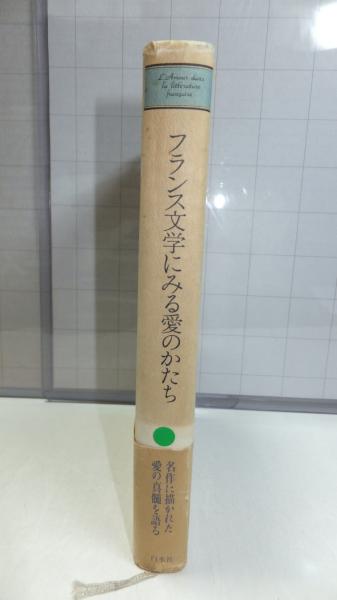 L'Amour dans
la littérature
française
フランス文学にみる愛のかたち
名作に描かれた
愛の真髄を語る
白水社